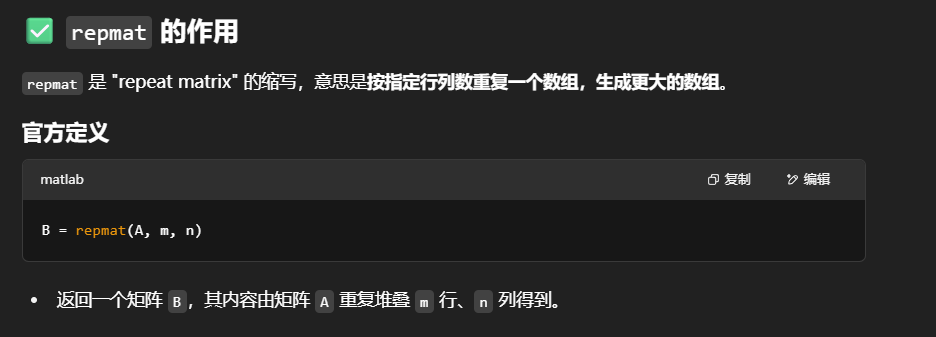 ✅ repmat 的作用
repmat 是 "repeat matrix" 的缩写，意思是按指定行列数重复一个数组，生成更大的数组。
官方定义
matlab 复制 编辑
B = repmat(A, m, n)
• 返回一个矩阵 B，其内容由矩阵 A 重复堆叠 m 行、n 列得到。